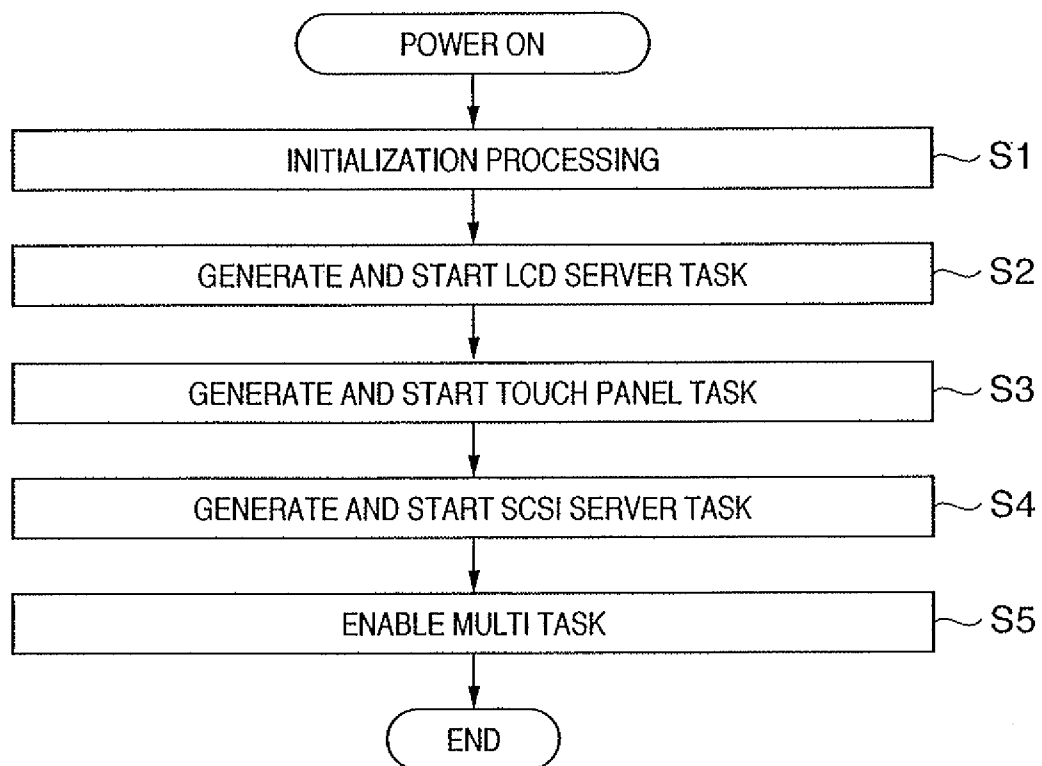 POWER ON
INITIALIZATION PROCESSING
S1
GENERATE AND START LCD SERVER TASK
S2
GENERATE AND START TOUCH PANEL TASK
S3
GENERATE AND START SCSI SERVER TASK
S4
ENABLE MULTI TASK
S5
END